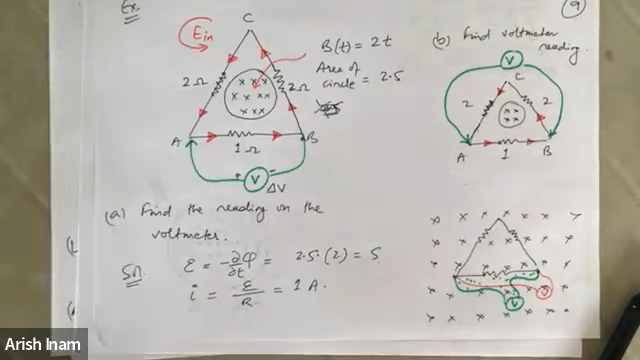 Ex.
9
C
Ein
B(t) = 2t
Area of
circle = 2.5
2Ω
2Ω
x x x
x x x x
x x x
A
B
1Ω
+ V -
ΔV
(b) Find voltmeter
reading.
V
C
2
2
x x
x x
A
1
B
(a) Find the reading on the
voltmeter.
Sol
ε = -∂φ/∂t = 2.5·(2) = 5
i = ε/R = 1 A.
V
V
Arish Inam